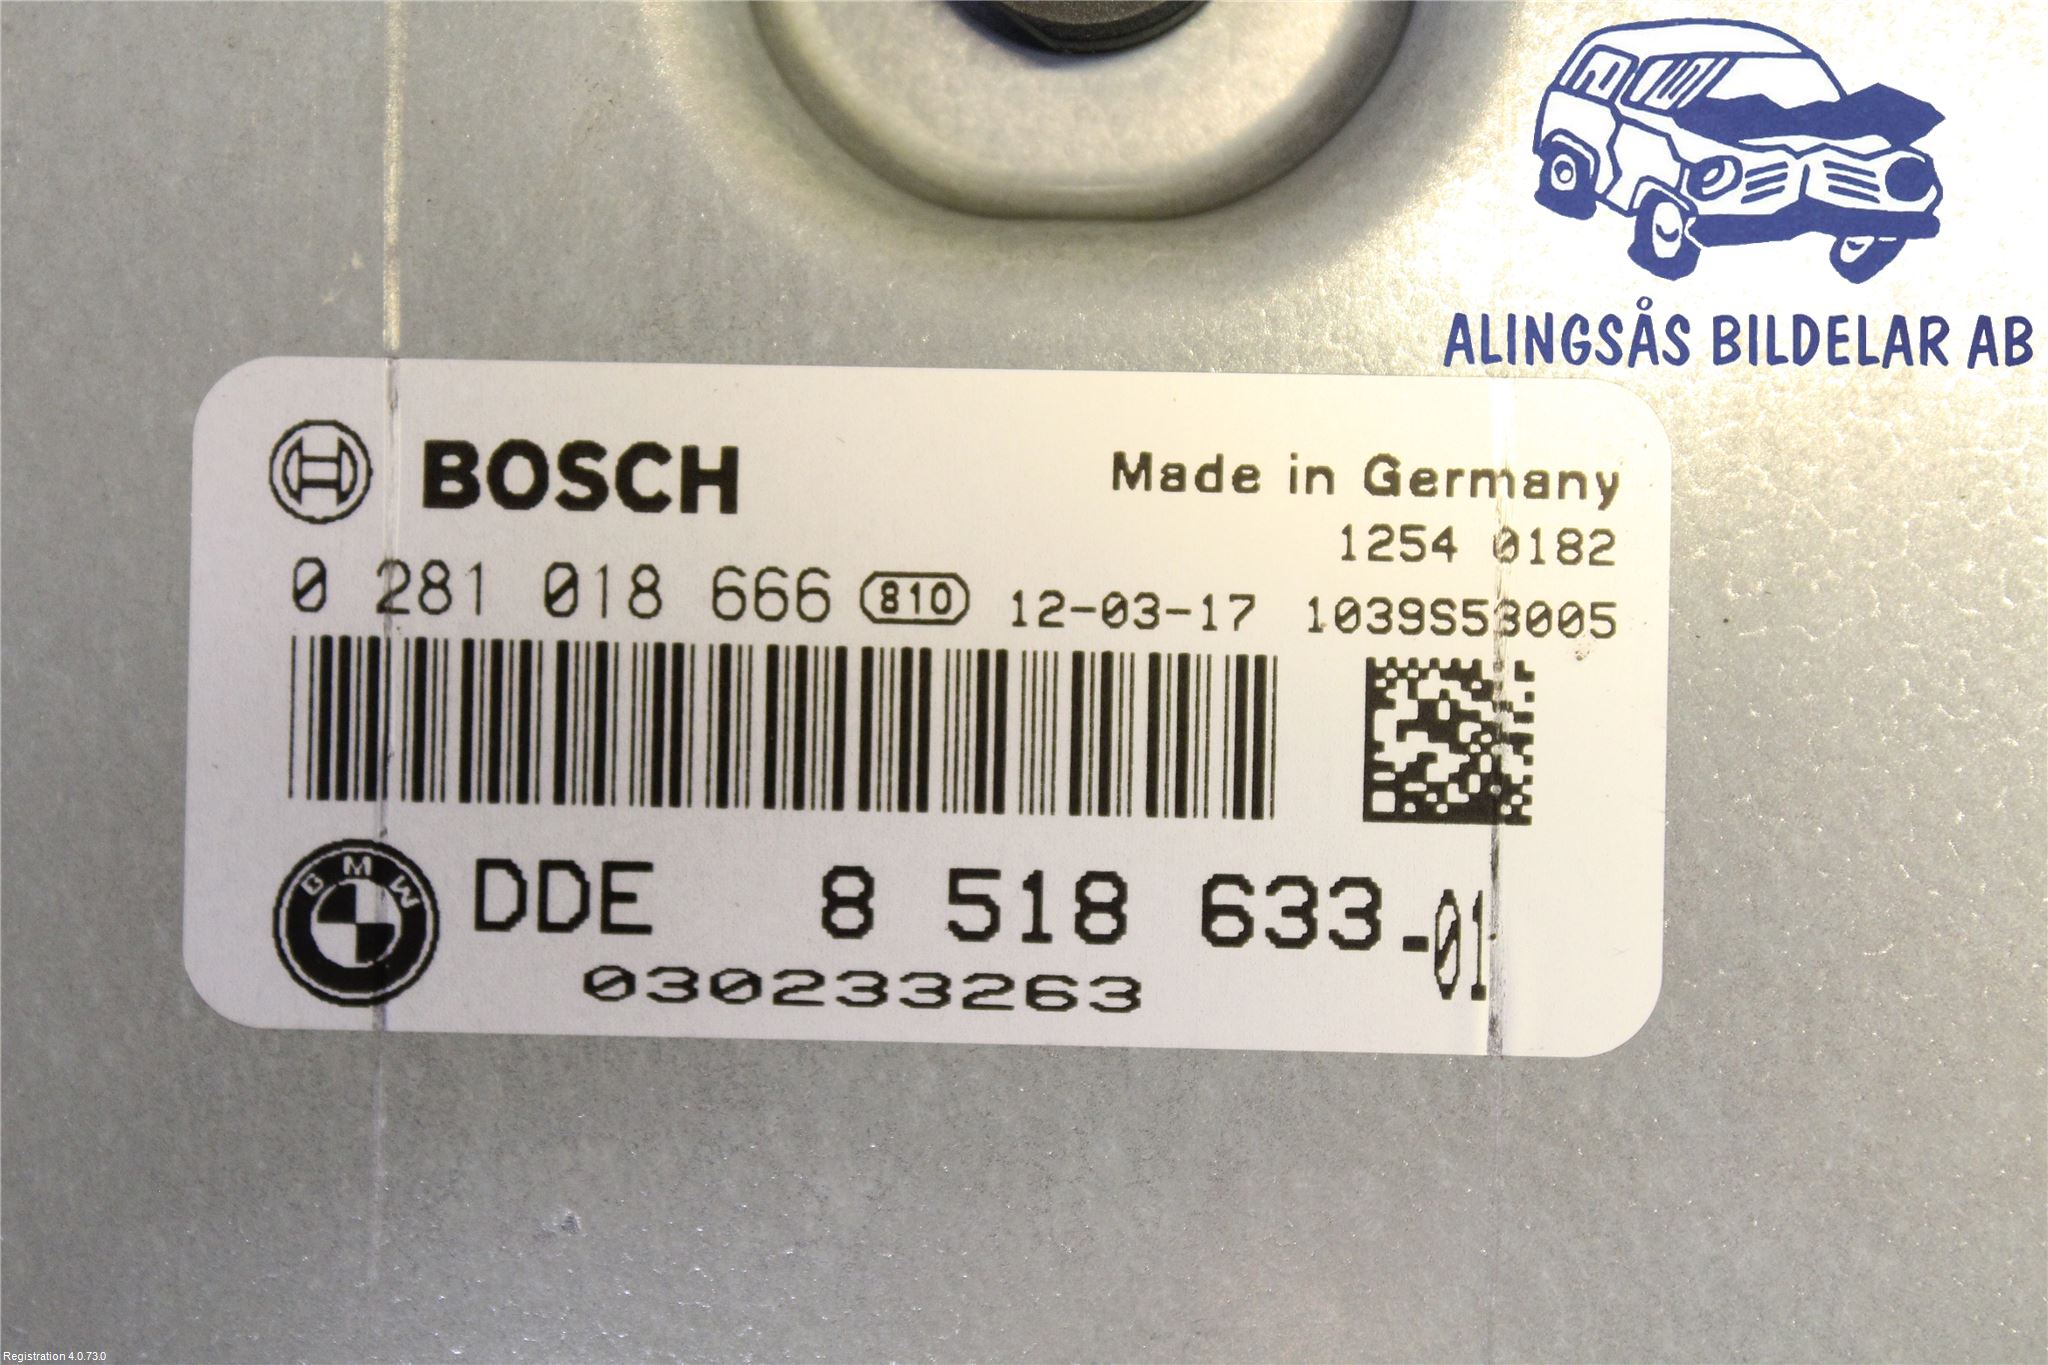 ALINGSÅS BILDELAR AB
BOSCH
Made in Germany
1254 0182
0 281 018 666 810 12-03-17 1039S53005
BMW
DDE 8 518 633-01
030233263
Registration 4.0.73.0